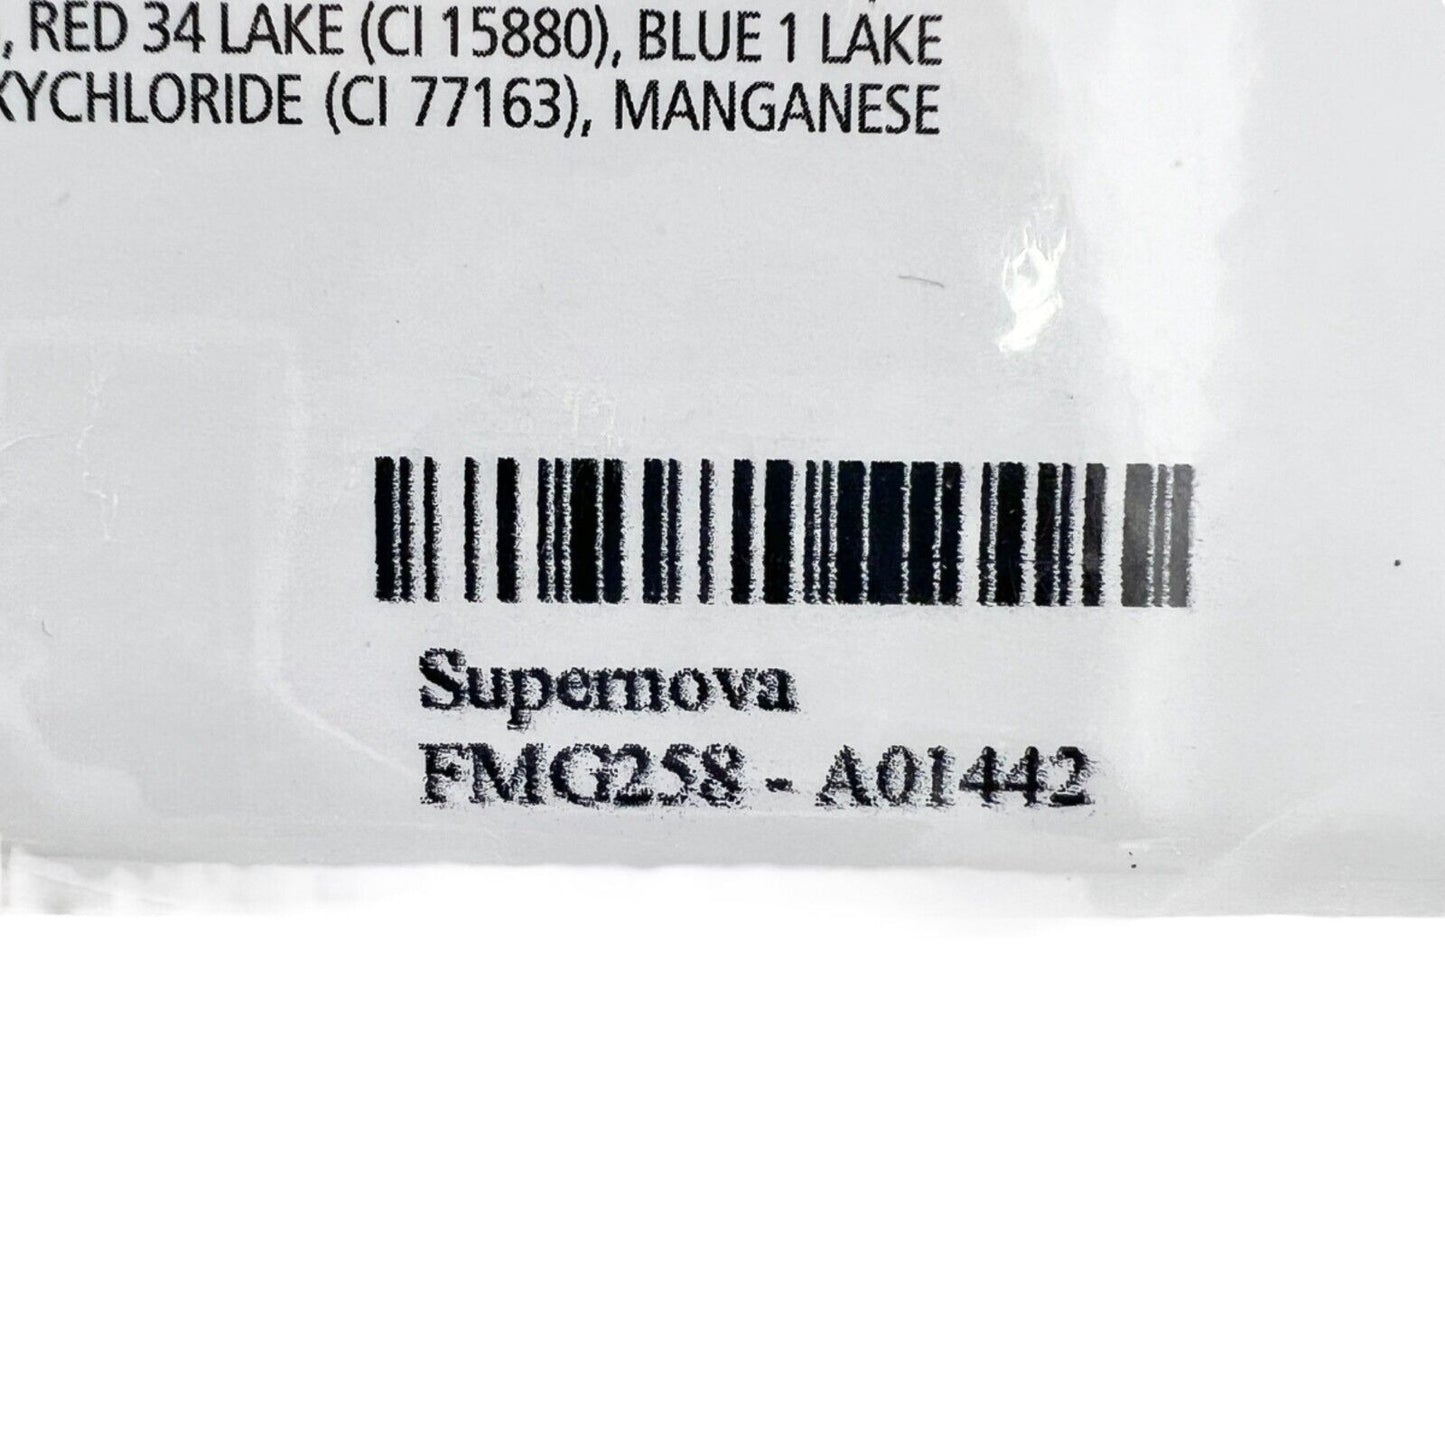 , RED 34 LAKE (CI 15880), BLUE 1 LAKE
XYCHLORIDE (CI 77163), MANGANESE
Supernova
FMG258 - A01442